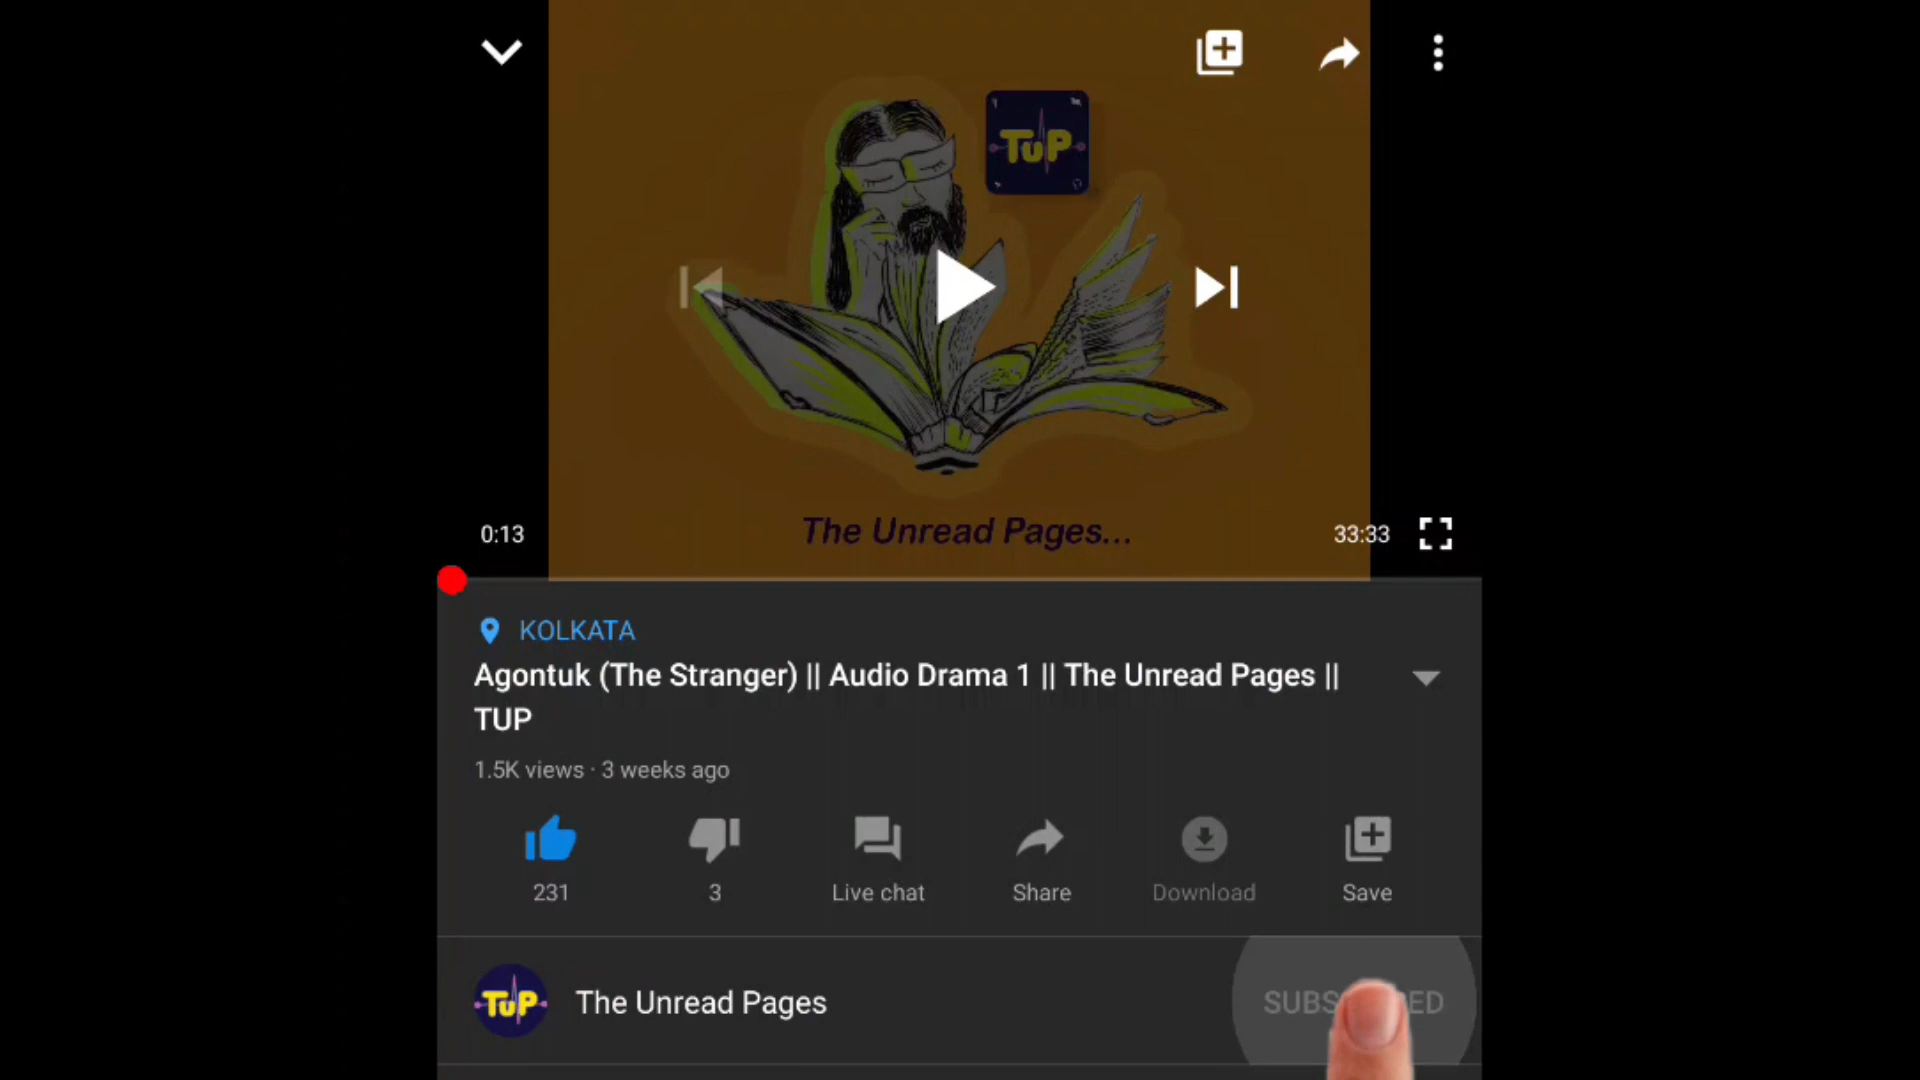 TUP
0:13
The Unread Pages...
33:33
KOLKATA
Agontuk (The Stranger) || Audio Drama 1 || The Unread Pages ||
TUP
1.5K views · 3 weeks ago
231
3
Live chat
Share
Download
Save
TUP
The Unread Pages